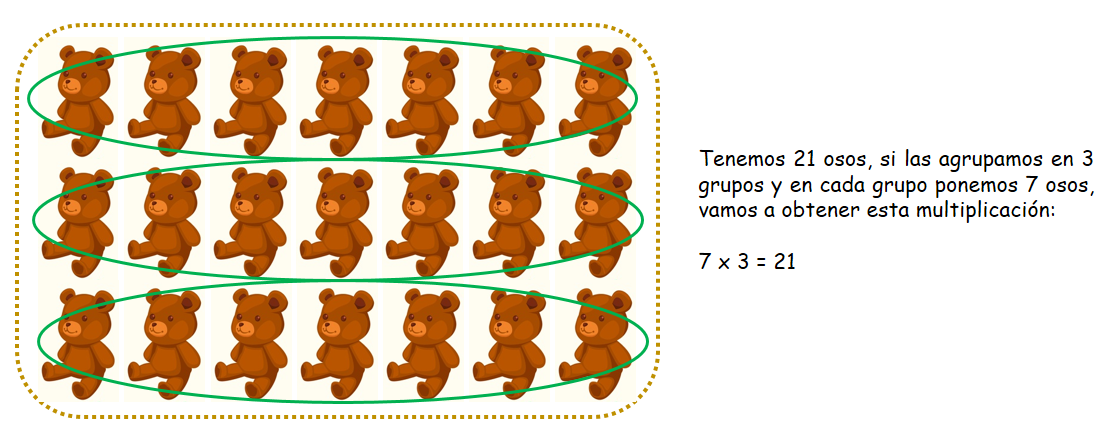 Tenemos 21 osos, si las agrupamos en 3
grupos y en cada grupo ponemos 7 osos,
vamos a obtener esta multiplicación:
7 x 3 = 21